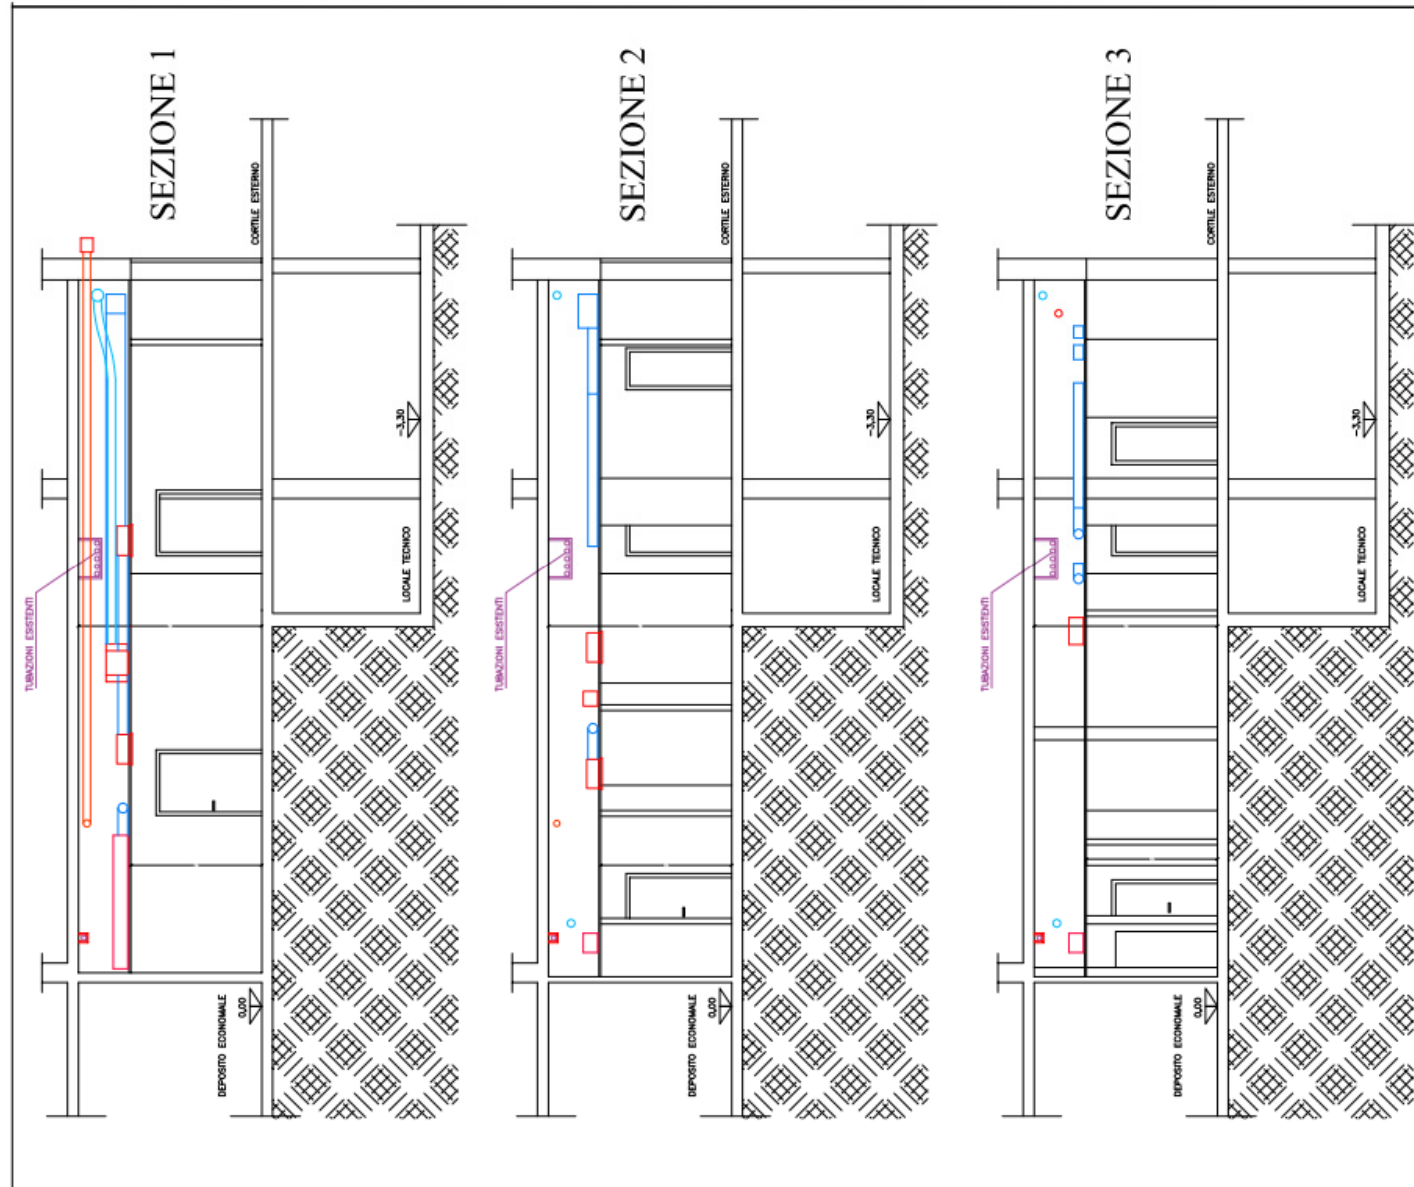 SEZIONE 1
CORTILE ESTERNO
TUBAZIONI ESISTENTI
-3,30
LOCALE TECNICO
DEPOSITO ECONOMALE
0,00
SEZIONE 2
CORTILE ESTERNO
TUBAZIONI ESISTENTI
-3,30
LOCALE TECNICO
DEPOSITO ECONOMALE
0,00
SEZIONE 3
CORTILE ESTERNO
TUBAZIONI ESISTENTI
-3,30
LOCALE TECNICO
DEPOSITO ECONOMALE
0,00